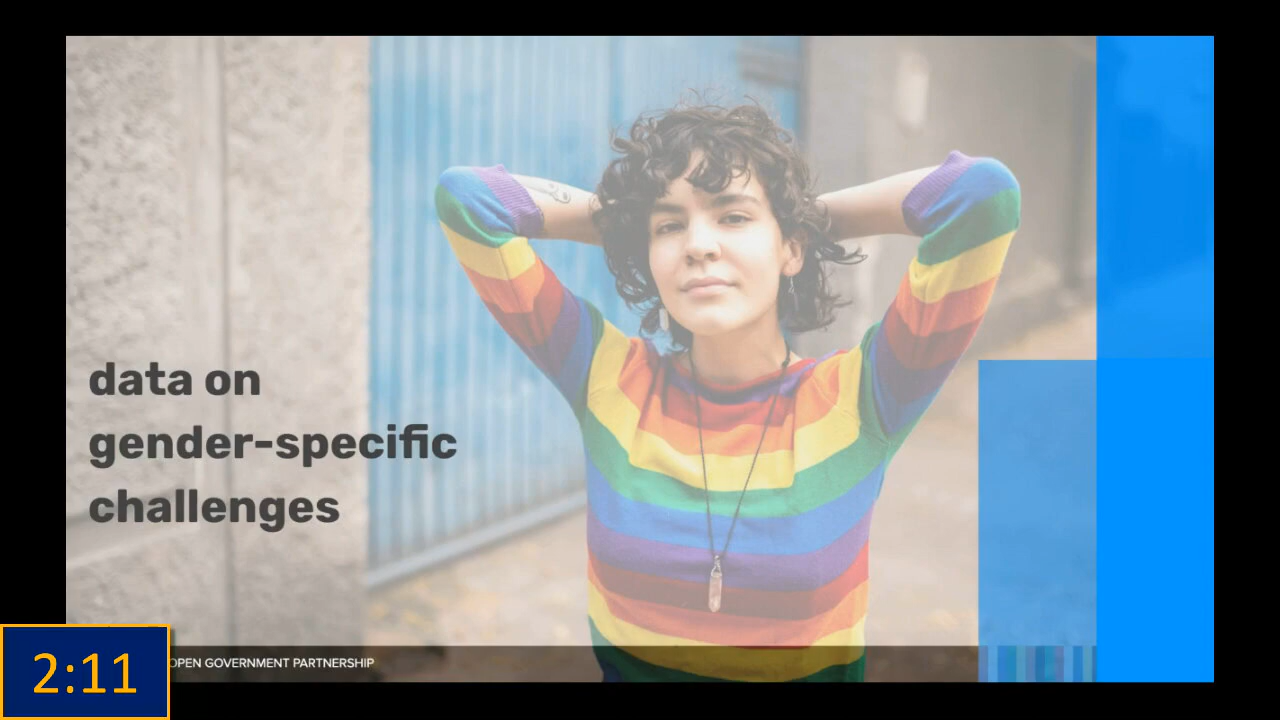 data on
gender-specific
challenges
OPEN GOVERNMENT PARTNERSHIP
2:11